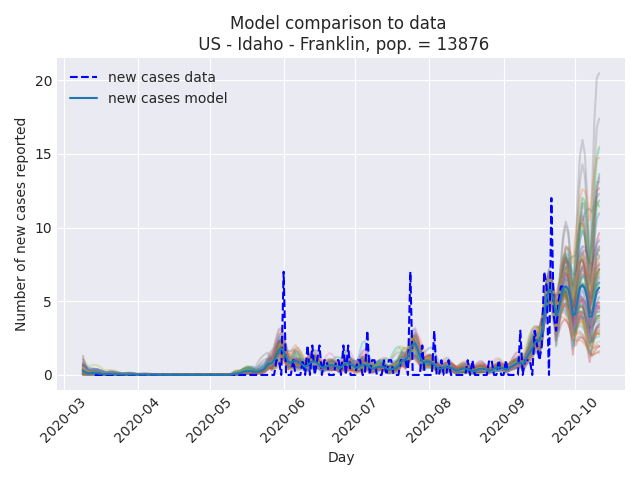 Model comparison to data
US - Idaho - Franklin, pop. = 13876
new cases data
new cases model
Number of new cases reported
20
15
10
5
0
2020-03
2020-04
2020-05
2020-06
2020-07
2020-08
2020-09
2020-10
Day